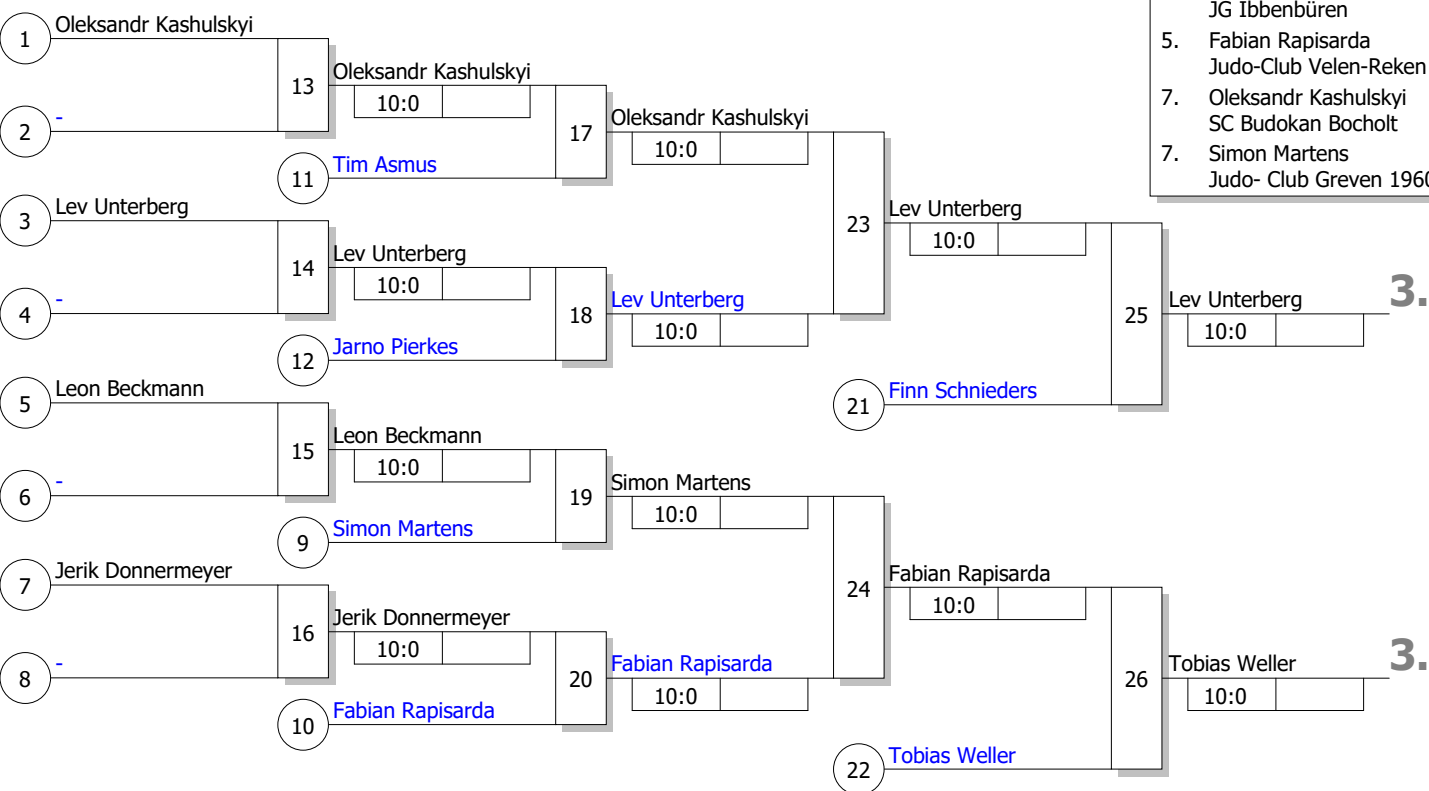 JG Ibbenbüren
5. Fabian Rapisarda
Judo-Club Velen-Reken
7. Oleksandr Kashulskyi
SC Budokan Bocholt
7. Simon Martens
Judo- Club Greven 1960
1 Oleksandr Kashulskyi
2 -
3 Lev Unterberg
4 -
5 Leon Beckmann
6 -
7 Jerik Donnermeyer
8 -
13 Oleksandr Kashulskyi
10:0
11 Tim Asmus
14 Lev Unterberg
10:0
12 Jarno Pierkes
15 Leon Beckmann
10:0
9 Simon Martens
16 Jerik Donnermeyer
10:0
10 Fabian Rapisarda
17 Oleksandr Kashulskyi
10:0
18 Lev Unterberg
10:0
19 Simon Martens
10:0
20 Fabian Rapisarda
10:0
23 Lev Unterberg
10:0
21 Finn Schnieders
24 Fabian Rapisarda
10:0
22 Tobias Weller
25 Lev Unterberg 3.
10:0
26 Tobias Weller 3.
10:0